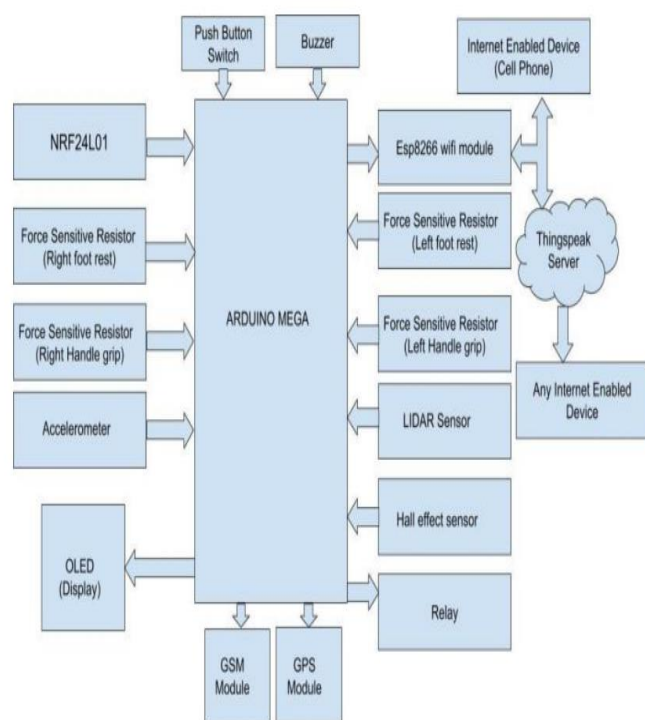 Push Button
Switch
Buzzer
Internet Enabled Device
(Cell Phone)
NRF24L01
Esp8266 wifi module
Force Sensitive Resistor
(Right foot rest)
Force Sensitive Resistor
(Left foot rest)
Thingspeak
Server
ARDUINO MEGA
Force Sensitive Resistor
(Right Handle grip)
Force Sensitive Resistor
(Left Handle grip)
Any Internet Enabled
Device
Accelerometer
LIDAR Sensor
Hall effect sensor
OLED
(Display)
Relay
GSM
Module
GPS
Module